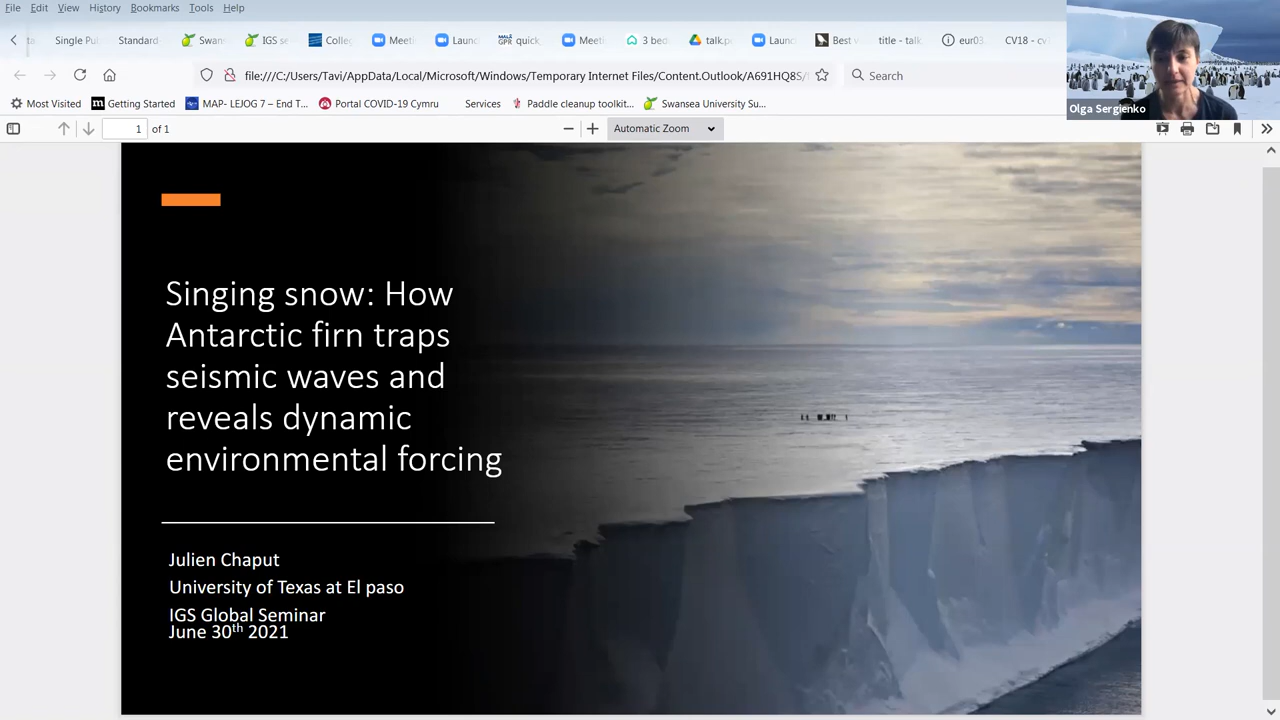 File Edit View History Bookmarks Tools Help
Single Pu Standard- Swan IGS se Colle Meeti Laun quick Meeti 3 bed talk.p Laun Best v title - talk eur03 CV18 - cv
file:///C:/Users/Tavi/AppData/Local/Microsoft/Windows/Temporary Internet Files/Content.Outlook/A691HQ8S/ Search
Most Visited Getting Started MAP- LEJOG 7 – End T... Portal COVID-19 Cymru Services Paddle cleanup toolkit... Swansea University Su...
Olga Sergienko
1 of 1 Automatic Zoom
Singing snow: How
Antarctic firn traps
seismic waves and
reveals dynamic
environmental forcing
Julien Chaput
University of Texas at El paso
IGS Global Seminar
June 30th 2021